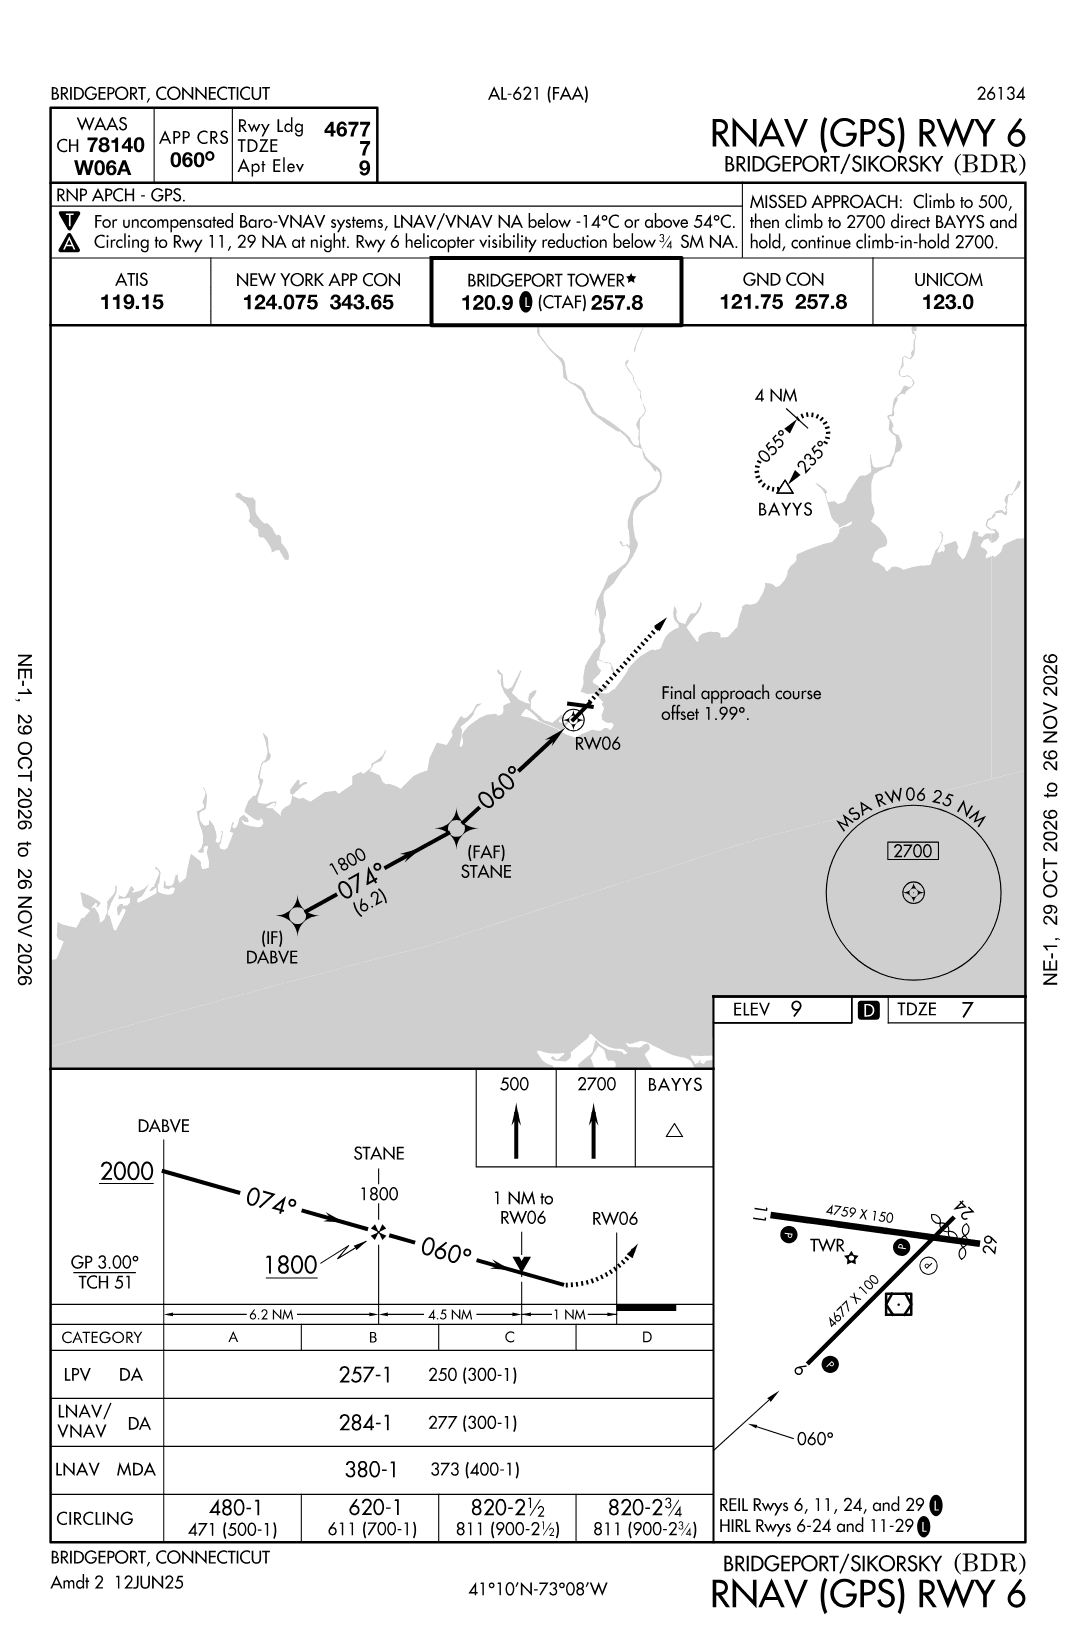 BRIDGEPORT, CONNECTICUT
AL-621 (FAA)
26134
WAAS
CH 78140
W06A
APP CRS
060°
Rwy Ldg 4677
TDZE 7
Apt Elev 9
RNAV (GPS) RWY 6
BRIDGEPORT/SIKORSKY (BDR)
RNP APCH - GPS.
T For uncompensated Baro-VNAV systems, LNAV/VNAV NA below -14°C or above 54°C.
A Circling to Rwy 11, 29 NA at night. Rwy 6 helicopter visibility reduction below ¾ SM NA.
MISSED APPROACH: Climb to 500,
then climb to 2700 direct BAYYS and
hold, continue climb-in-hold 2700.
ATIS
119.15
NEW YORK APP CON
124.075 343.65
BRIDGEPORT TOWER★
120.9 L (CTAF) 257.8
GND CON
121.75 257.8
UNICOM
123.0
4 NM
055°
235°
BAYYS
Final approach course
offset 1.99°.
RW06
060°
(FAF)
STANE
1800
074°
(6.2)
(IF)
DABVE
MSA RW06 25 NM
2700
NE-1, 29 OCT 2026 to 26 NOV 2026
NE-1, 29 OCT 2026 to 26 NOV 2026
ELEV 9
D
TDZE 7
11
4759 X 150
24
29
P
TWR
P
P
4677 X 100
6
P
060°
REIL Rwys 6, 11, 24, and 29 L
HIRL Rwys 6-24 and 11-29 L
500
2700
BAYYS
DABVE
2000
074°
STANE
1800
1800
060°
1 NM to
RW06
RW06
GP 3.00°
TCH 51
6.2 NM
4.5 NM
1 NM
CATEGORY A B C D
LPV DA 257-1 250 (300-1)
LNAV/
VNAV DA 284-1 277 (300-1)
LNAV MDA 380-1 373 (400-1)
CIRCLING
480-1
471 (500-1)
620-1
611 (700-1)
820-2½
811 (900-2½)
820-2¾
811 (900-2¾)
BRIDGEPORT, CONNECTICUT
Amdt 2 12JUN25
41°10'N-73°08'W
BRIDGEPORT/SIKORSKY (BDR)
RNAV (GPS) RWY 6